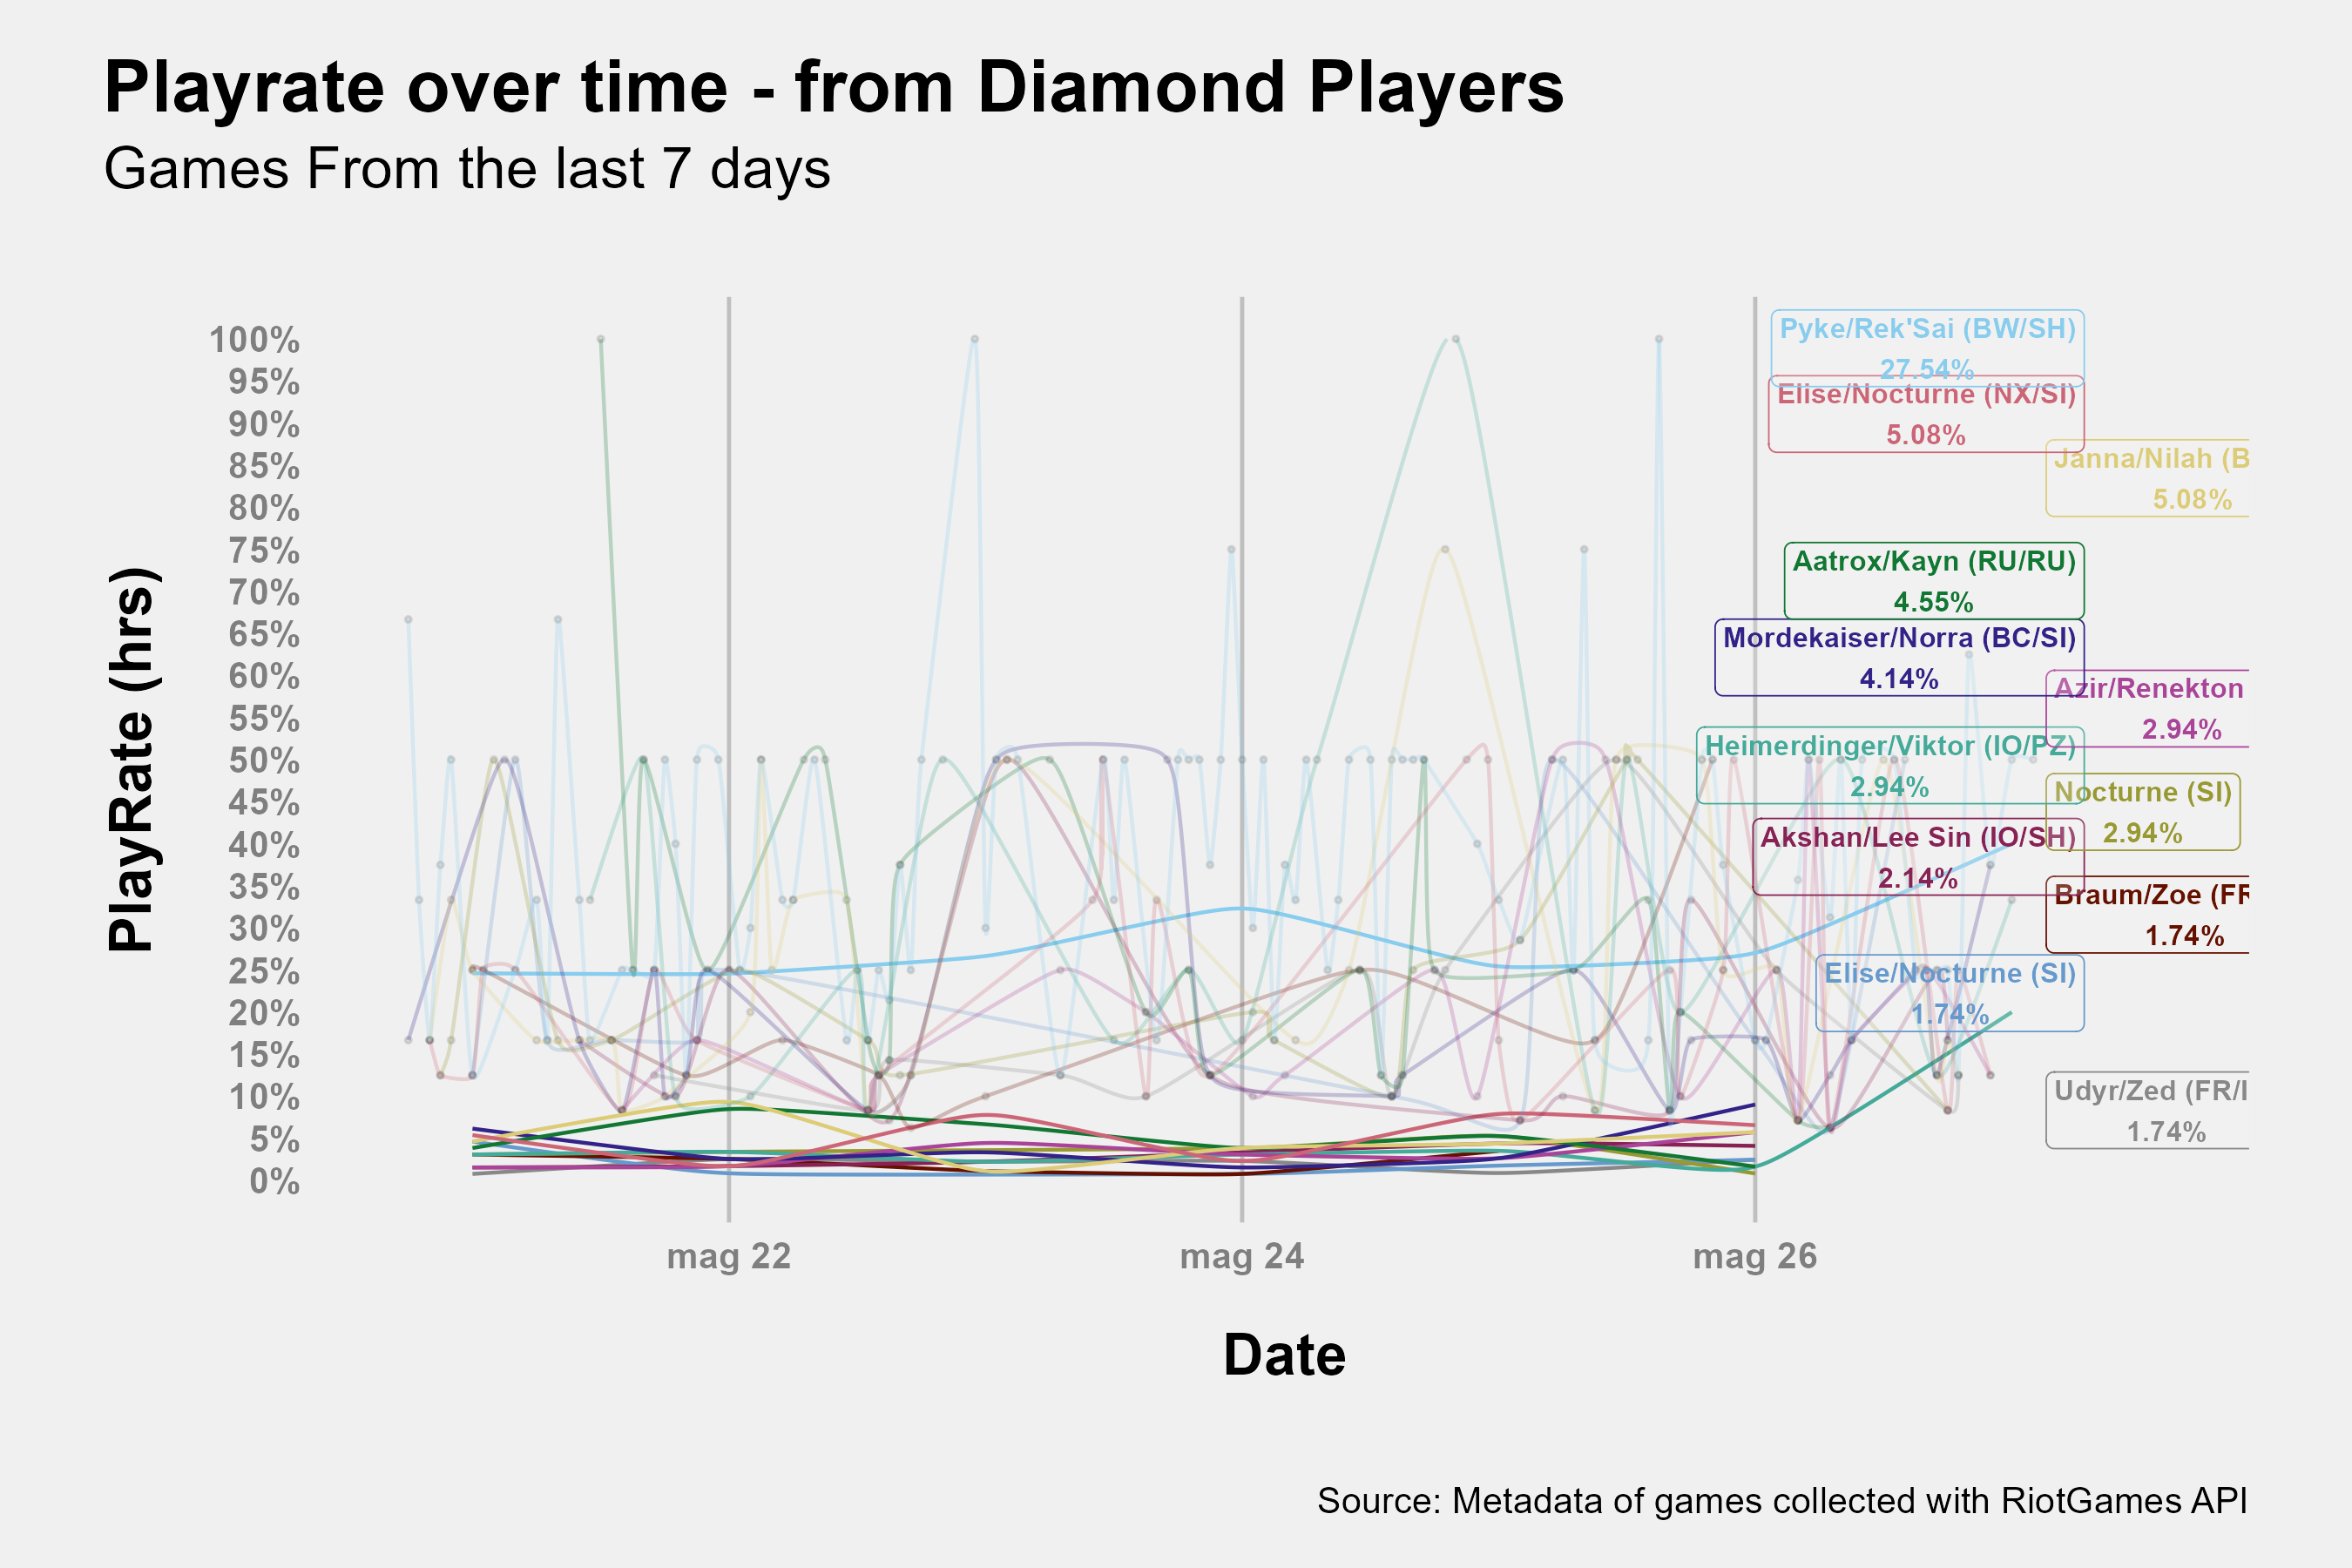 Playrate over time - from Diamond Players
Games From the last 7 days
PlayRate (hrs)
100%
95%
90%
85%
80%
75%
70%
65%
60%
55%
50%
45%
40%
35%
30%
25%
20%
15%
10%
5%
0%
Pyke/Rek'Sai (BW/SH)
27.54%
Elise/Nocturne (NX/SI)
5.08%
Janna/Nilah (B
5.08%
Aatrox/Kayn (RU/RU)
4.55%
Mordekaiser/Norra (BC/SI)
4.14%
Azir/Renekton
2.94%
Heimerdinger/Viktor (IO/PZ)
2.94%
Nocturne (SI)
2.94%
Akshan/Lee Sin (IO/SH)
2.14%
Braum/Zoe (FR
1.74%
Elise/Nocturne (SI)
1.74%
Udyr/Zed (FR/I
1.74%
mag 22
mag 24
mag 26
Date
Source: Metadata of games collected with RiotGames API